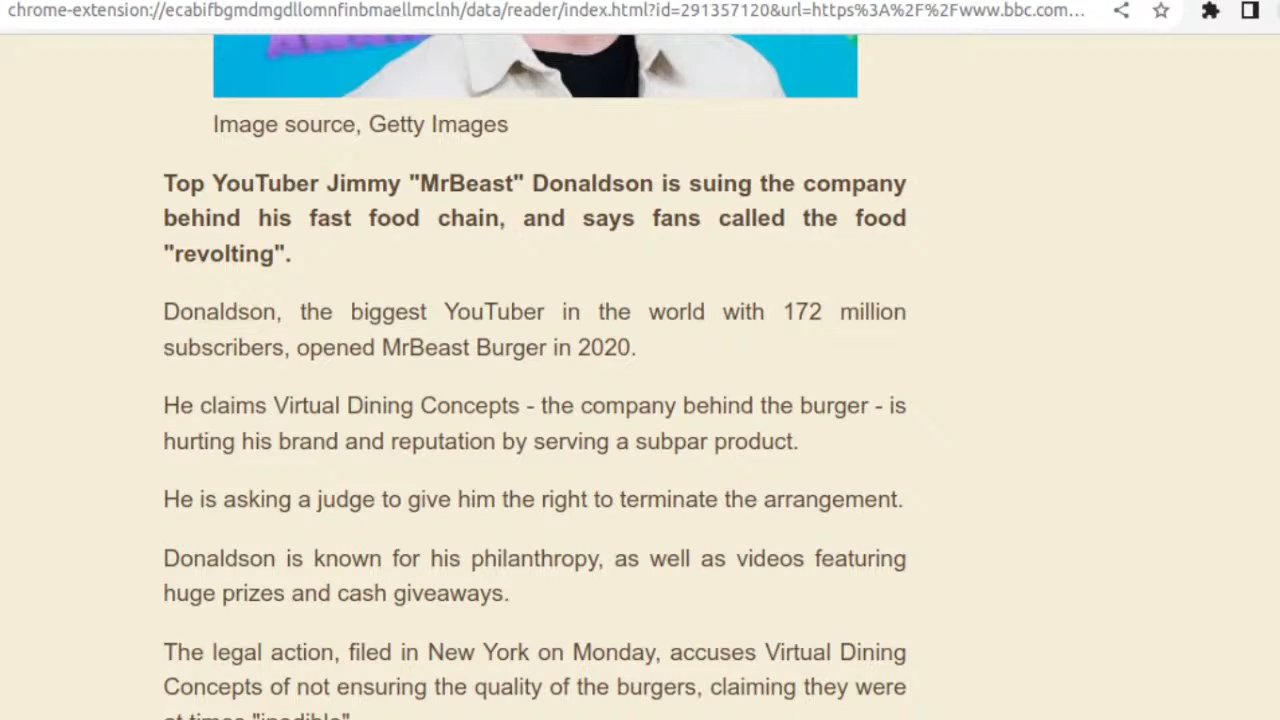 chrome-extension://ecabifbgmdmgdllomnfinbmaellmclnh/data/reader/index.html?id=291357120&url=https%3A%2F%2Fwww.bbc.com...
Image source, Getty Images
Top YouTuber Jimmy "MrBeast" Donaldson is suing the company
behind his fast food chain, and says fans called the food
"revolting".
Donaldson, the biggest YouTuber in the world with 172 million
subscribers, opened MrBeast Burger in 2020.
He claims Virtual Dining Concepts - the company behind the burger - is
hurting his brand and reputation by serving a subpar product.
He is asking a judge to give him the right to terminate the arrangement.
Donaldson is known for his philanthropy, as well as videos featuring
huge prizes and cash giveaways.
The legal action, filed in New York on Monday, accuses Virtual Dining
Concepts of not ensuring the quality of the burgers, claiming they were
at times "inedible".